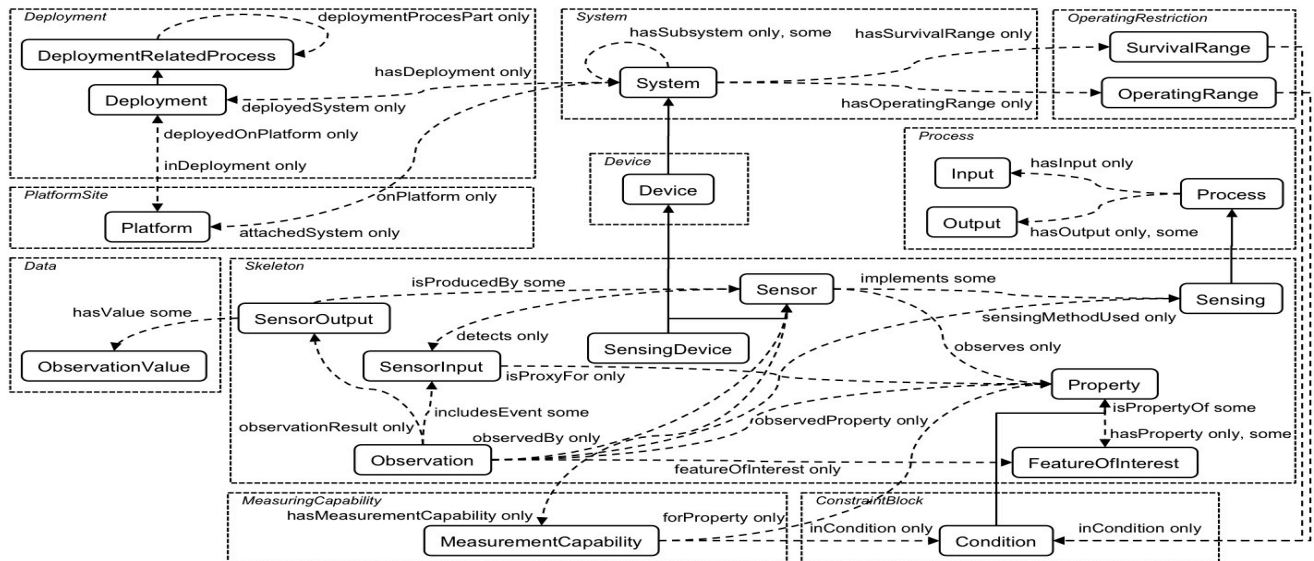 Deployment
deploymentProcesPart only
DeploymentRelatedProcess
Deployment
hasDeployment only
deployedSystem only
deployedOnPlatform only
inDeployment only
System
hasSubsystem only, some
System
hasSurvivalRange only
hasOperatingRange only
OperatingRestriction
SurvivalRange
OperatingRange
PlatformSite
Platform
onPlatform only
attachedSystem only
Device
Device
Process
Input
hasInput only
Process
Output
hasOutput only, some
Data
hasValue some
ObservationValue
Skeleton
isProducedBy some
Sensor
implements some
Sensing
SensorOutput
sensingMethodUsed only
detects only
SensingDevice
observes only
SensorInput
isProxyFor only
Property
includesEvent some
isPropertyOf some
observationResult only
observedBy only
observedProperty only
hasProperty only, some
Observation
featureOfInterest only
FeatureOfInterest
MeasuringCapability
hasMeasurementCapability only
forProperty only
MeasurementCapability
ConstraintBlock
inCondition only
Condition
inCondition only